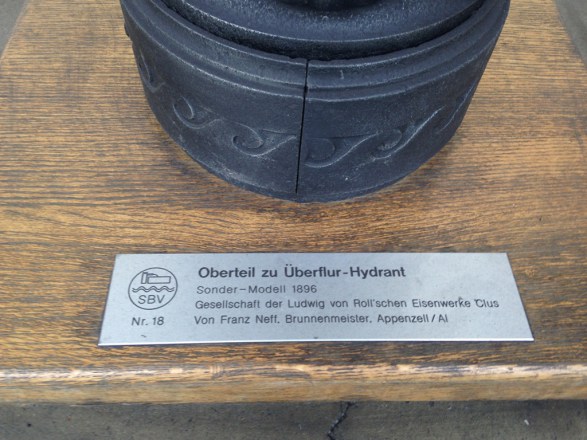 Oberteil zu Überflur-Hydrant
Sonder-Modell 1896
Gesellschaft der Ludwig von Roll'schen Eisenwerke Clus
Von Franz Neff, Brunnenmeister, Appenzell/AI
SBV
Nr. 18